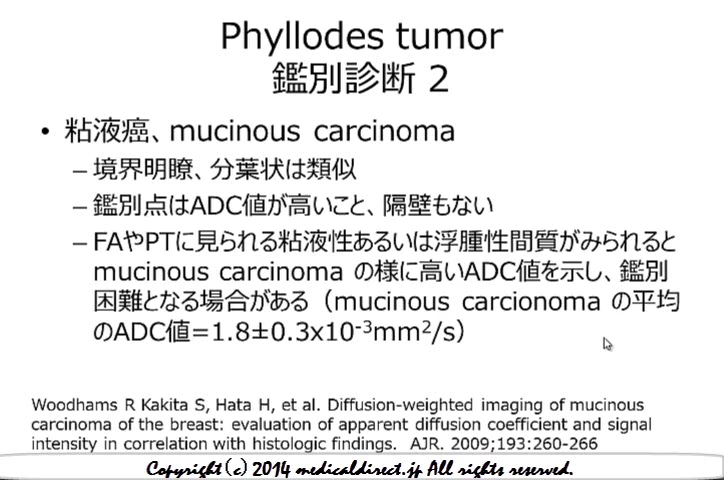 Phyllodes tumor
鑑別診断 2
• 粘液癌、mucinous carcinoma
– 境界明瞭、分葉状は類似
– 鑑別点はADC値が高いこと、隔壁もない
– FAやPTに見られる粘液性あるいは浮腫性間質がみられると
mucinous carcinoma の様に高いADC値を示し、鑑別
困難となる場合がある（mucinous carcionoma の平均
のADC値=1.8±0.3x10⁻³mm²/s）
Woodhams R Kakita S, Hata H, et al. Diffusion-weighted imaging of mucinous
carcinoma of the breast: evaluation of apparent diffusion coefficient and signal
intensity in correlation with histologic findings. AJR. 2009;193:260-266
Copyright (c) 2014 medicaldirect.jp All rights reserved.